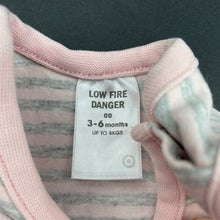 LOW FIRE
DANGER
00
3-6 months
UP TO 8KGS